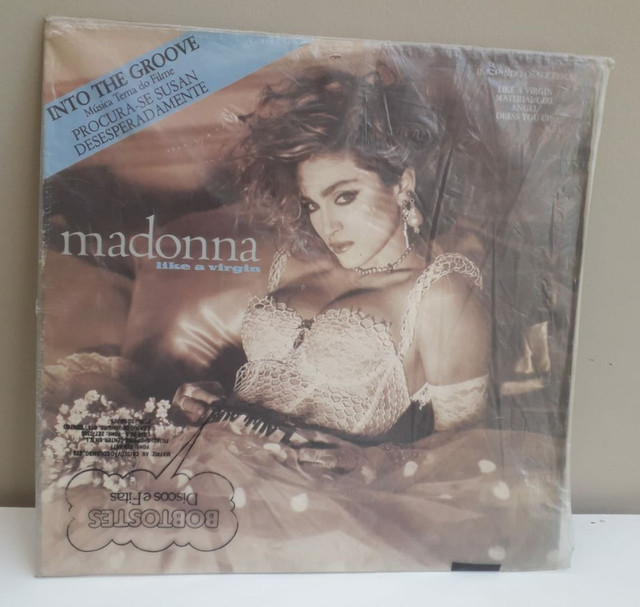 INTO THE GROOVE
Música Tema do Filme
PROCURA-SE SUSAN
DESESPERADAMENTE
LIKE A VIRGIN
MATERIAL GIRL
ANGEL
DRESS YOU UP
madonna
like a virgin
BOBTOSTES
Discos e Fitas